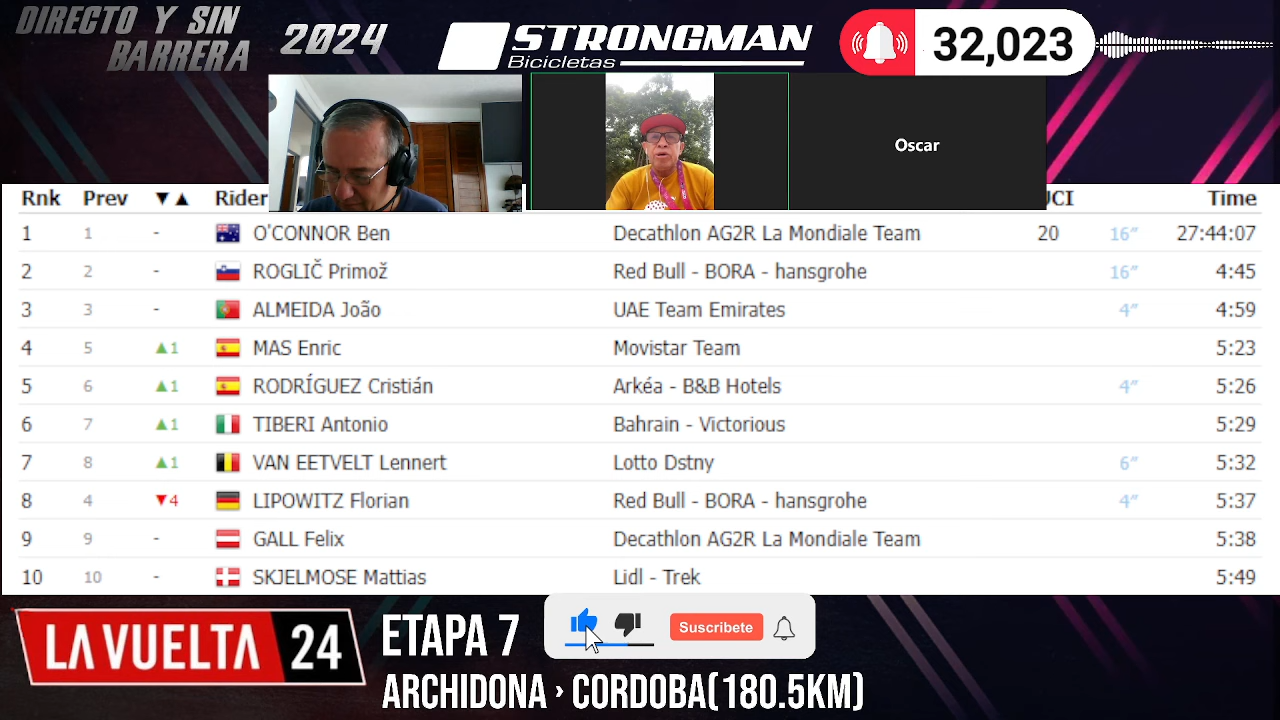 DIRECTO Y SIN BARRERA 2024
STRONGMAN
Bicicletas
32,023
Oscar
Rnk Prev ▼▲ Rider UCI Time
1 1 - O'CONNOR Ben Decathlon AG2R La Mondiale Team 20 16″ 27:44:07
2 2 - ROGLIČ Primož Red Bull - BORA - hansgrohe 16″ 4:45
3 3 - ALMEIDA João UAE Team Emirates 4″ 4:59
4 5 ▲1 MAS Enric Movistar Team 5:23
5 6 ▲1 RODRÍGUEZ Cristián Arkéa - B&B Hotels 4″ 5:26
6 7 ▲1 TIBERI Antonio Bahrain - Victorious 5:29
7 8 ▲1 VAN EETVELT Lennert Lotto Dstny 6″ 5:32
8 4 ▼4 LIPOWITZ Florian Red Bull - BORA - hansgrohe 4″ 5:37
9 9 - GALL Felix Decathlon AG2R La Mondiale Team 5:38
10 10 - SKJELMOSE Mattias Lidl - Trek 5:49
LA VUELTA 24
ETAPA 7
Suscribete
ARCHIDONA › CORDOBA(180.5KM)